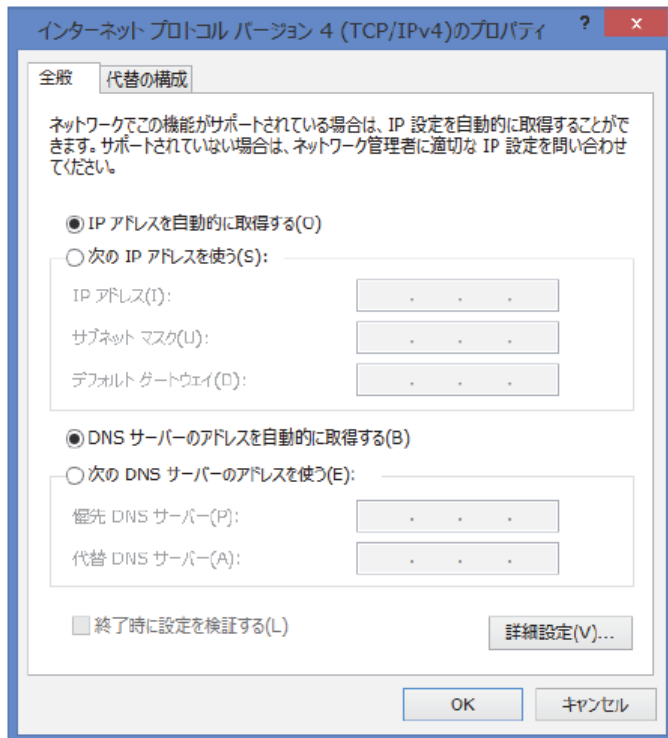 インターネット プロトコル バージョン 4 (TCP/IPv4)のプロパティ
? x
全般
代替の構成
ネットワークでこの機能がサポートされている場合は、IP 設定を自動的に取得することがで
きます。サポートされていない場合は、ネットワーク管理者に適切な IP 設定を問い合わせ
てください。
IP アドレスを自動的に取得する(O)
次の IP アドレスを使う(S):
IP アドレス(I):
サブネット マスク(U):
デフォルト ゲートウェイ(D):
DNS サーバーのアドレスを自動的に取得する(B)
次の DNS サーバーのアドレスを使う(E):
優先 DNS サーバー(P):
代替 DNS サーバー(A):
終了時に設定を検証する(L)
詳細設定(V)...
OK
キャンセル